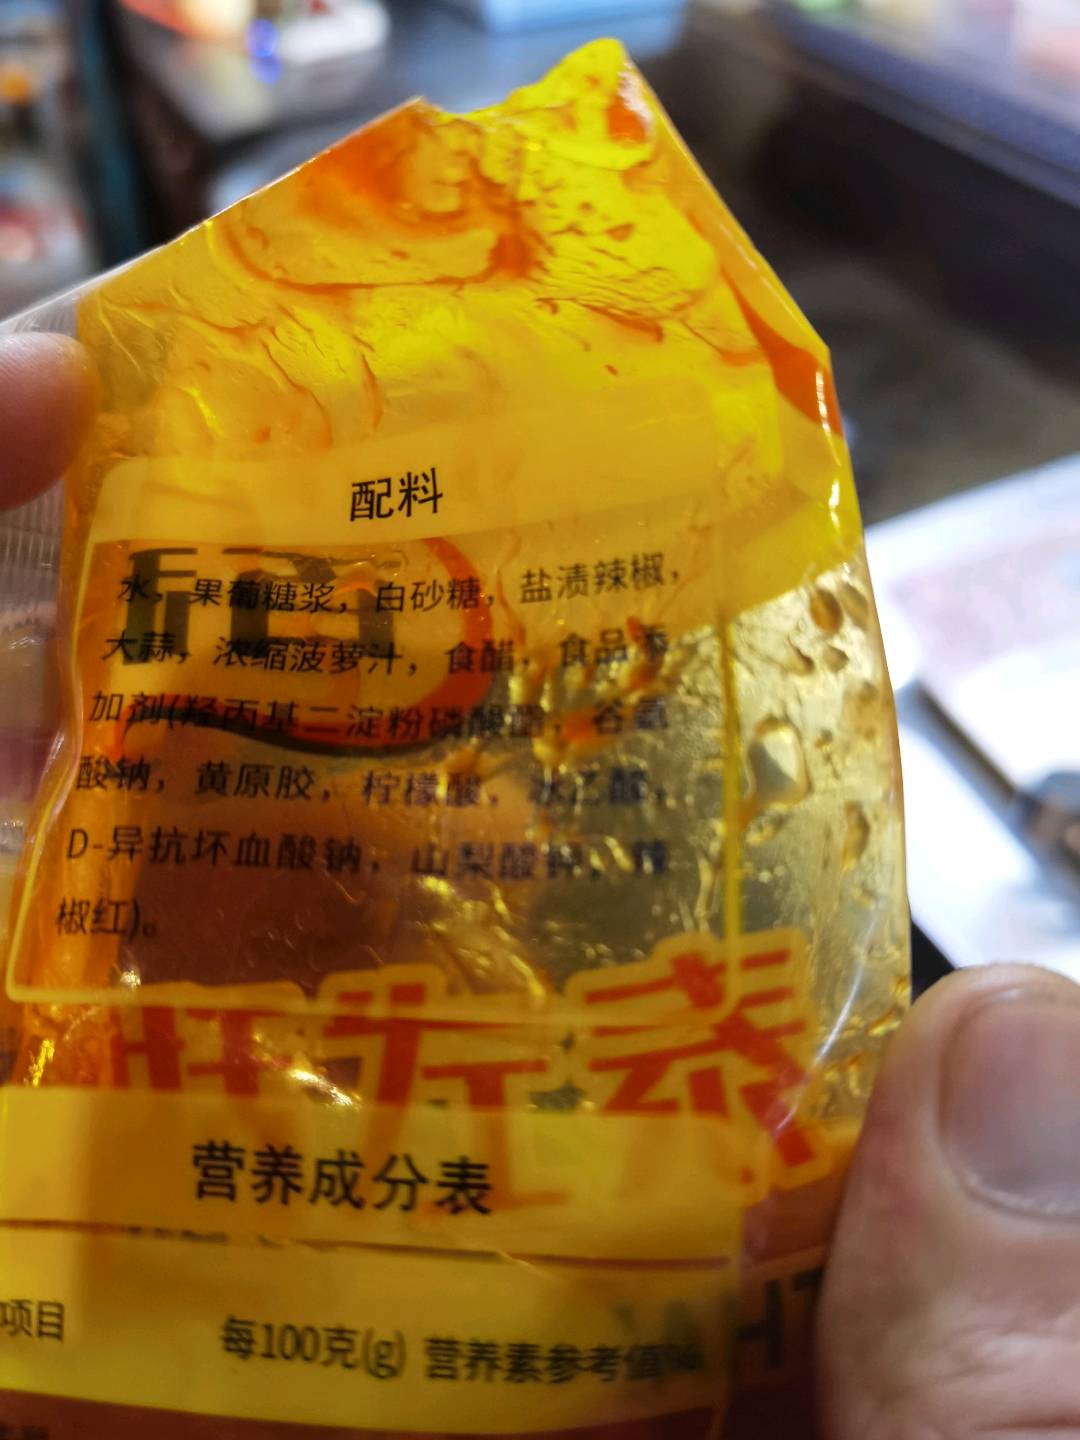 配料
水，果葡糖浆，白砂糖，盐渍辣椒，
大蒜，浓缩菠萝汁，食醋，食品添
加剂(羟丙基二淀粉磷酸酯，谷氨
酸钠，黄原胶，柠檬酸，冰乙酸，
D-异抗坏血酸钠，山梨酸钾，辣
椒红)。
营养成分表
项目 每100克(g) 营养素参考值%